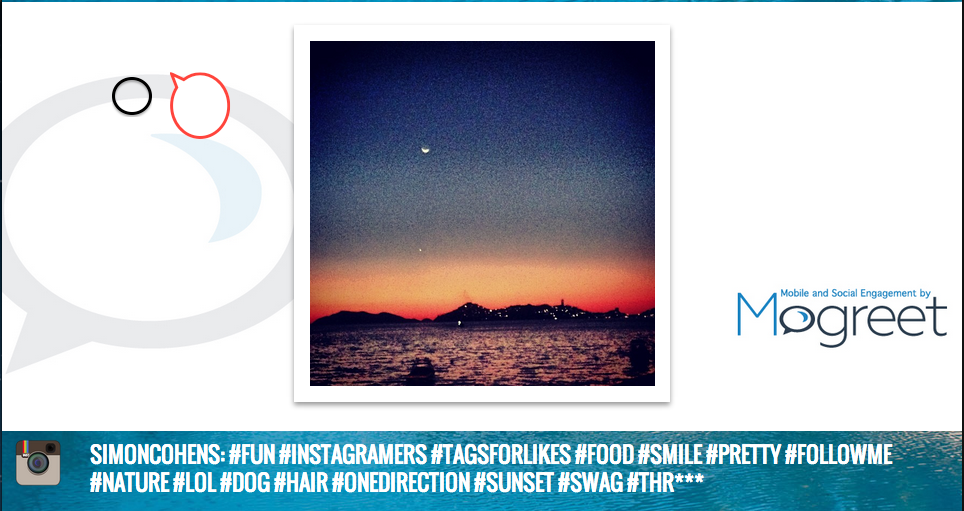 Mobile and Social Engagement by
Mogreet
SIMONCOHENS: #FUN #INSTAGRAMERS #TAGSFORLIKES #FOOD #SMILE #PRETTY #FOLLOWME
#NATURE #LOL #DOG #HAIR #ONEDIRECTION #SUNSET #SWAG #THR***